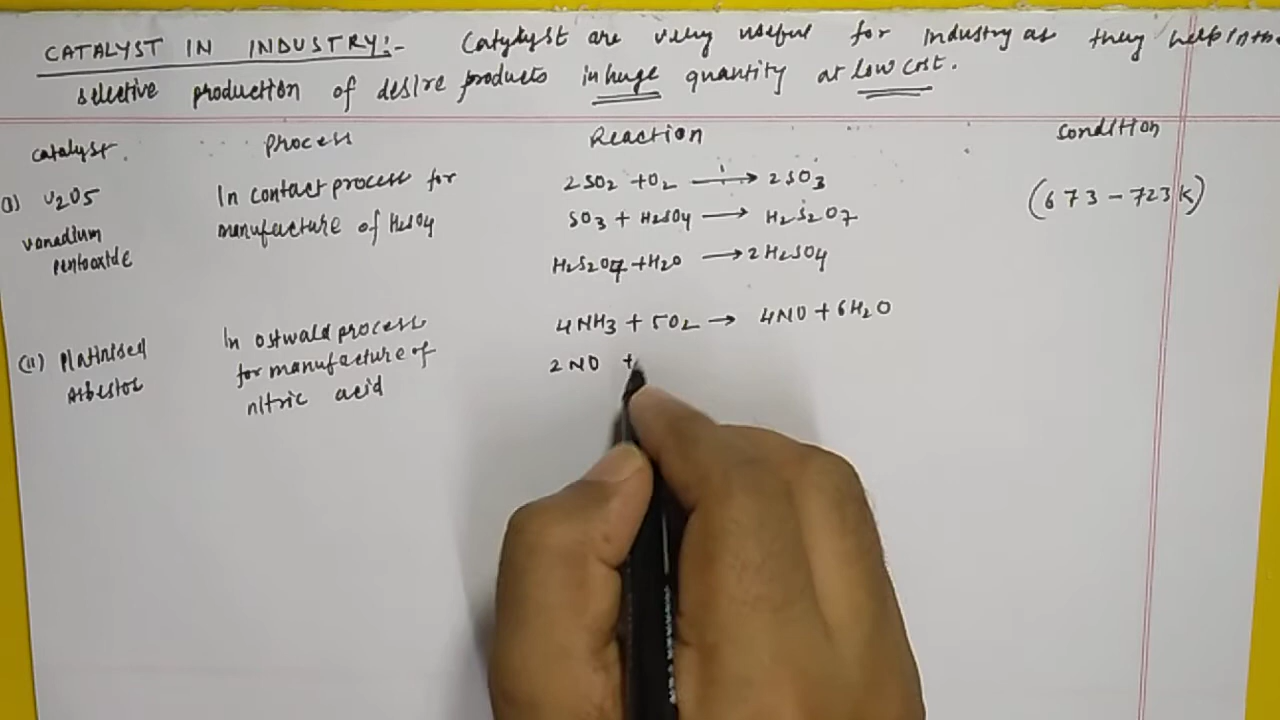 CATALYST IN INDUSTRY:- Catylyst are very useful for industry as they help in the
selective production of desire products in huge quantity at low cost.
catalyst Process Reaction Condition
(i) V2O5 In contact process for 2SO2 + O2 → 2SO3 (673 - 723K)
vanadium manufacture of H2SO4 SO3 + H2SO4 → H2S2O7
pentooxide H2S2O7 + H2O → 2H2SO4
(ii) Platinised In ostwald process 4NH3 + 5O2 → 4NO + 6H2O
Asbestos for manufacture of 2NO +
nitric acid